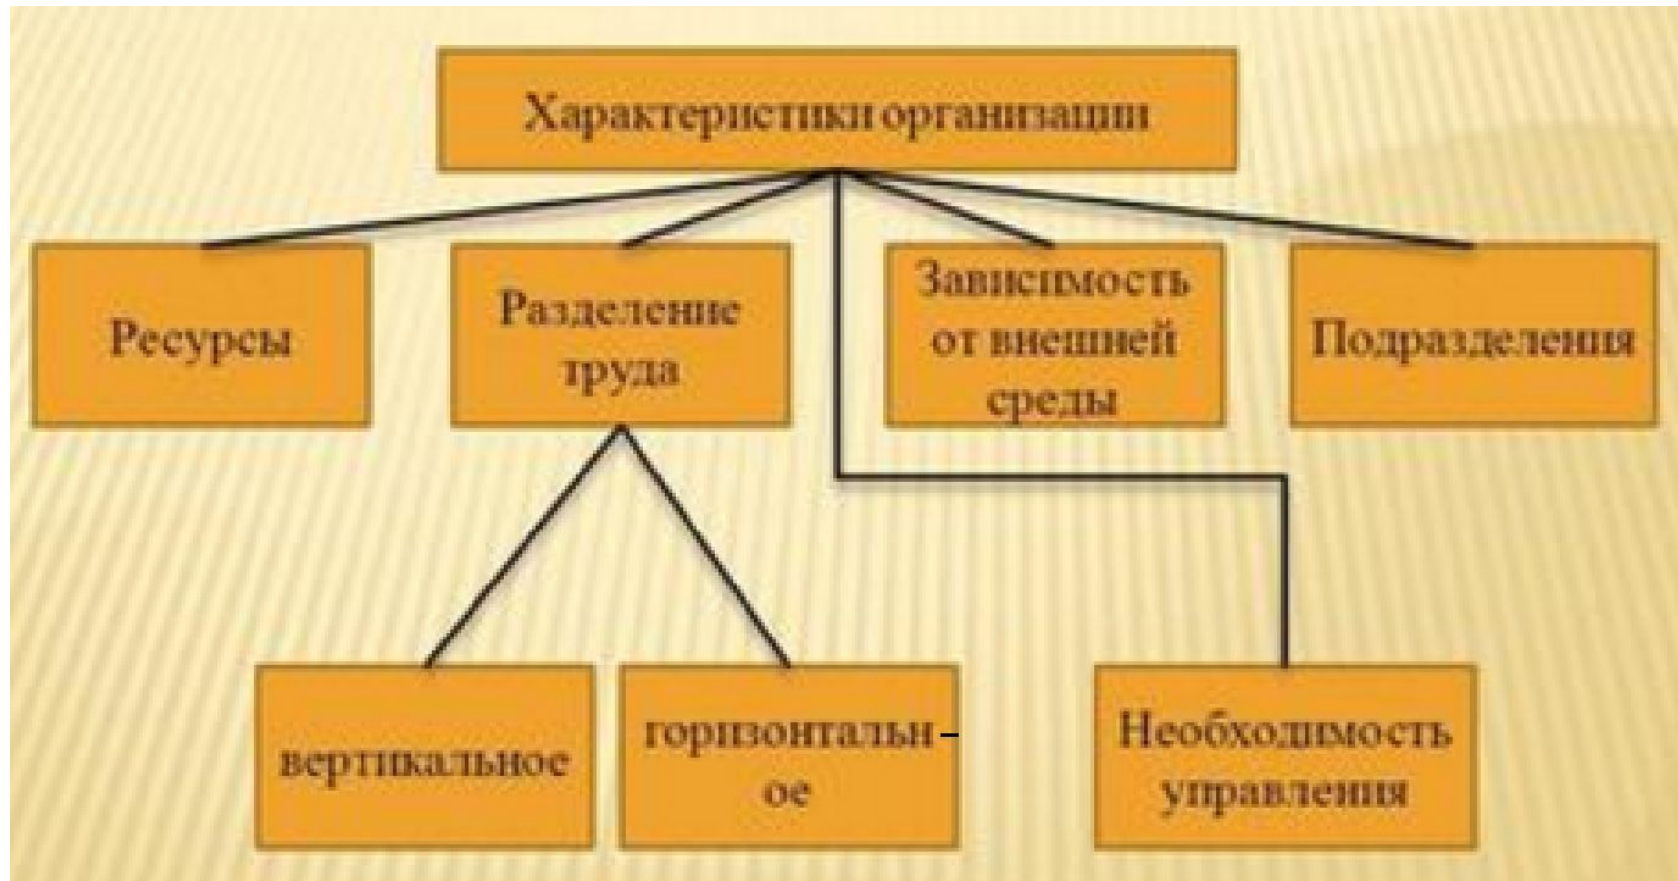 Характеристики организации
Ресурсы
Разделение
труда
Зависимость
от внешней
среды
Подразделения
вертикальное
горизонтальн-
ое
Необходимость
управления